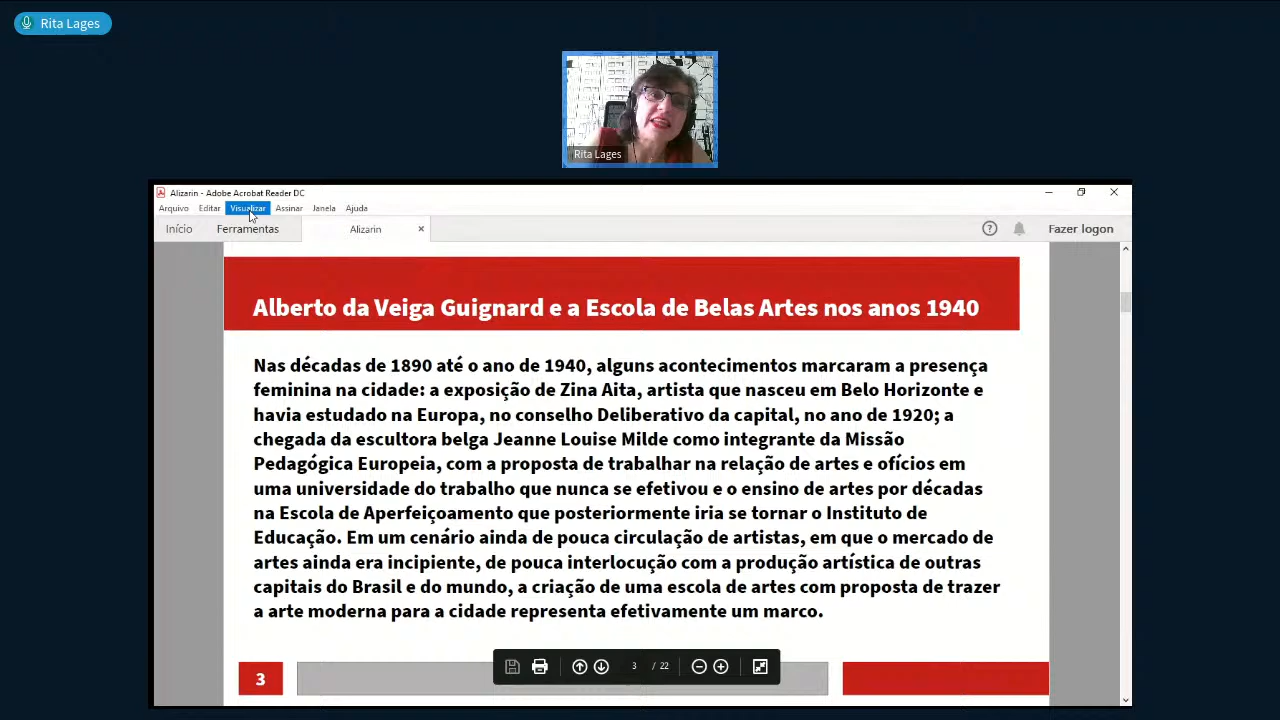 Rita Lages
Rita Lages
Alizarin - Adobe Acrobat Reader DC
Arquivo Editar Visualizar Assinar Janela Ajuda
Início Ferramentas Alizarin Fazer logon
Alberto da Veiga Guignard e a Escola de Belas Artes nos anos 1940
Nas décadas de 1890 até o ano de 1940, alguns acontecimentos marcaram a presença
feminina na cidade: a exposição de Zina Aita, artista que nasceu em Belo Horizonte e
havia estudado na Europa, no conselho Deliberativo da capital, no ano de 1920; a
chegada da escultora belga Jeanne Louise Milde como integrante da Missão
Pedagógica Europeia, com a proposta de trabalhar na relação de artes e ofícios em
uma universidade do trabalho que nunca se efetivou e o ensino de artes por décadas
na Escola de Aperfeiçoamento que posteriormente iria se tornar o Instituto de
Educação. Em um cenário ainda de pouca circulação de artistas, em que o mercado de
artes ainda era incipiente, de pouca interlocução com a produção artística de outras
capitais do Brasil e do mundo, a criação de uma escola de artes com proposta de trazer
a arte moderna para a cidade representa efetivamente um marco.
3 / 22
3